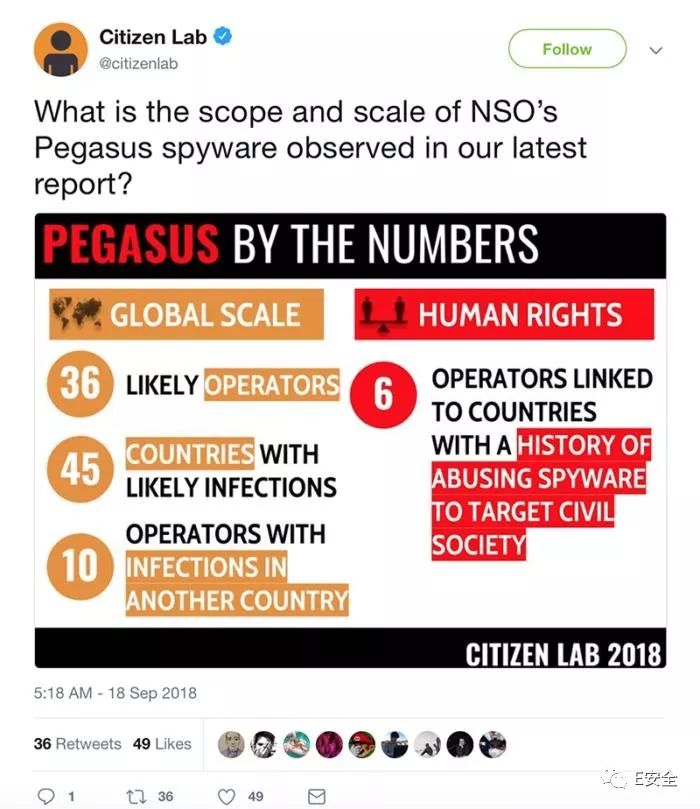 Citizen Lab
@citizenlab
Follow
What is the scope and scale of NSO's
Pegasus spyware observed in our latest
report?
PEGASUS BY THE NUMBERS
GLOBAL SCALE
36 LIKELY OPERATORS
45 COUNTRIES WITH
LIKELY INFECTIONS
10 OPERATORS WITH
INFECTIONS IN
ANOTHER COUNTRY
HUMAN RIGHTS
6 OPERATORS LINKED
TO COUNTRIES
WITH A HISTORY OF
ABUSING SPYWARE
TO TARGET CIVIL
SOCIETY
CITIZEN LAB 2018
5:18 AM - 18 Sep 2018
36 Retweets 49 Likes
1 36 49
E安全